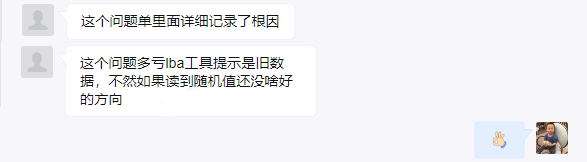 这个问题单里面详细记录了根因
这个问题多亏lba工具提示是旧数
据，不然如果读到随机值还没啥好
的方向